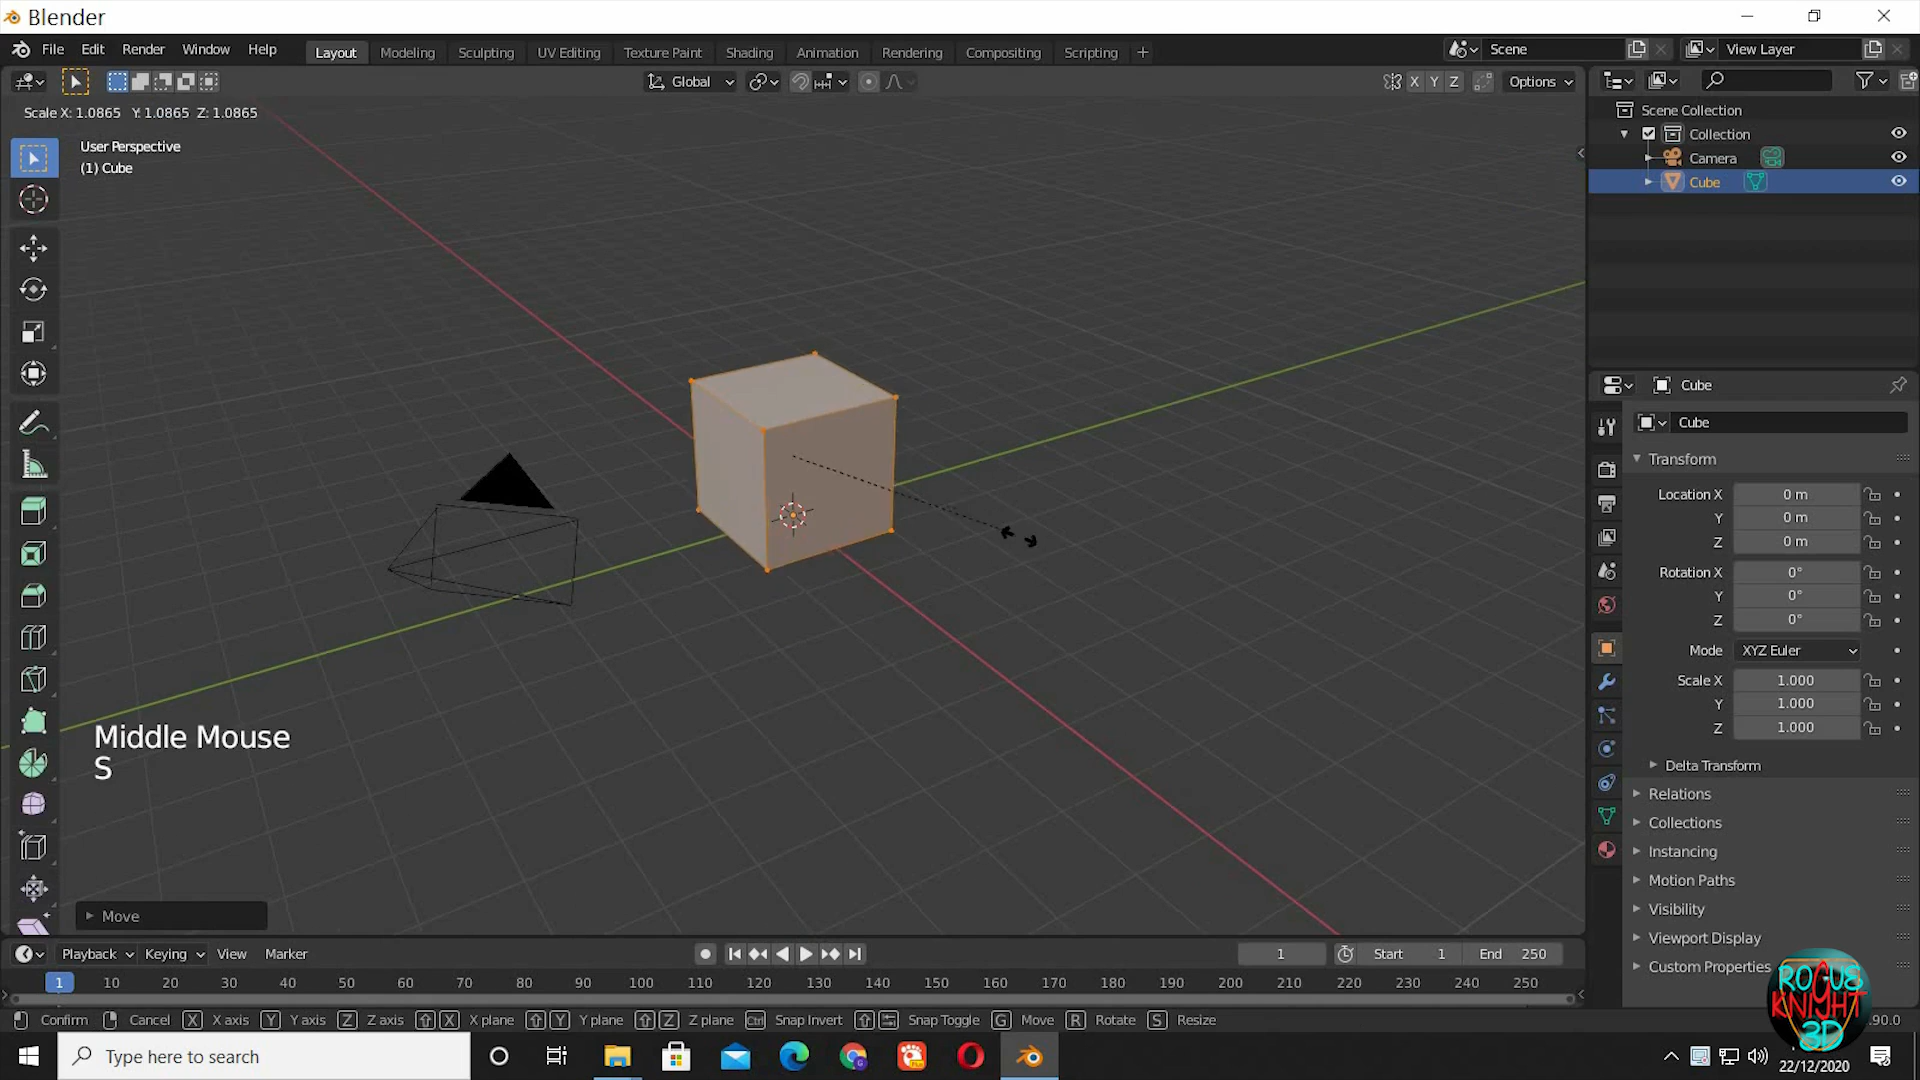 Blender
File Edit Render Window Help Layout Modeling Sculpting UV Editing Texture Paint Shading Animation Rendering Compositing Scripting + Scene View Layer
Global X Y Z Options
Scale X: 1.0865 Y: 1.0865 Z: 1.0865
User Perspective
(1) Cube
Scene Collection
Collection
Camera
Cube
Cube
Cube
Transform
Location X 0 m
Y 0 m
Z 0 m
Rotation X 0°
Y 0°
Z 0°
Mode XYZ Euler
Scale X 1.000
Y 1.000
Z 1.000
Delta Transform
Relations
Collections
Instancing
Motion Paths
Visibility
Viewport Display
Custom Properties
Middle Mouse
S
Move
Playback Keying View Marker 1 Start 1 End 250
1 10 20 30 40 50 60 70 80 90 100 110 120 130 140 150 160 170 180 190 200 210 220 230 240 250
Confirm Cancel X X axis Y Y axis Z Z axis X X plane Y Y plane Z Z plane Ctrl Snap Invert Snap Toggle G Move R Rotate S Resize .90.0
ROGUE
KNIGHT
3D
Type here to search
22/12/2020